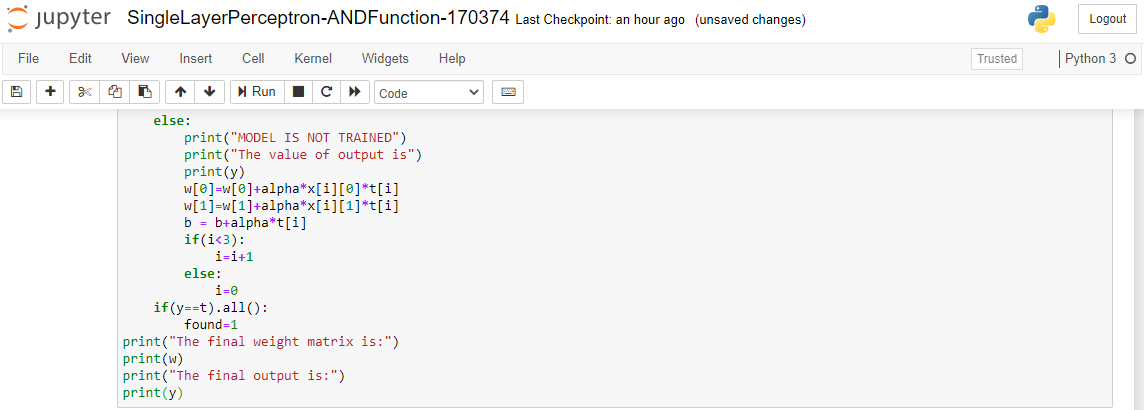 jupyter SingleLayerPerceptron-ANDFunction-170374 Last Checkpoint: an hour ago (unsaved changes) Logout
File Edit View Insert Cell Kernel Widgets Help Trusted Python 3
Run Code
    else:
        print("MODEL IS NOT TRAINED")
        print("The value of output is")
        print(y)
        w[0]=w[0]+alpha*x[i][0]*t[i]
        w[1]=w[1]+alpha*x[i][1]*t[i]
        b = b+alpha*t[i]
        if(i<3):
            i=i+1
        else:
            i=0
    if(y==t).all():
        found=1
print("The final weight matrix is:")
print(w)
print("The final output is:")
print(y)